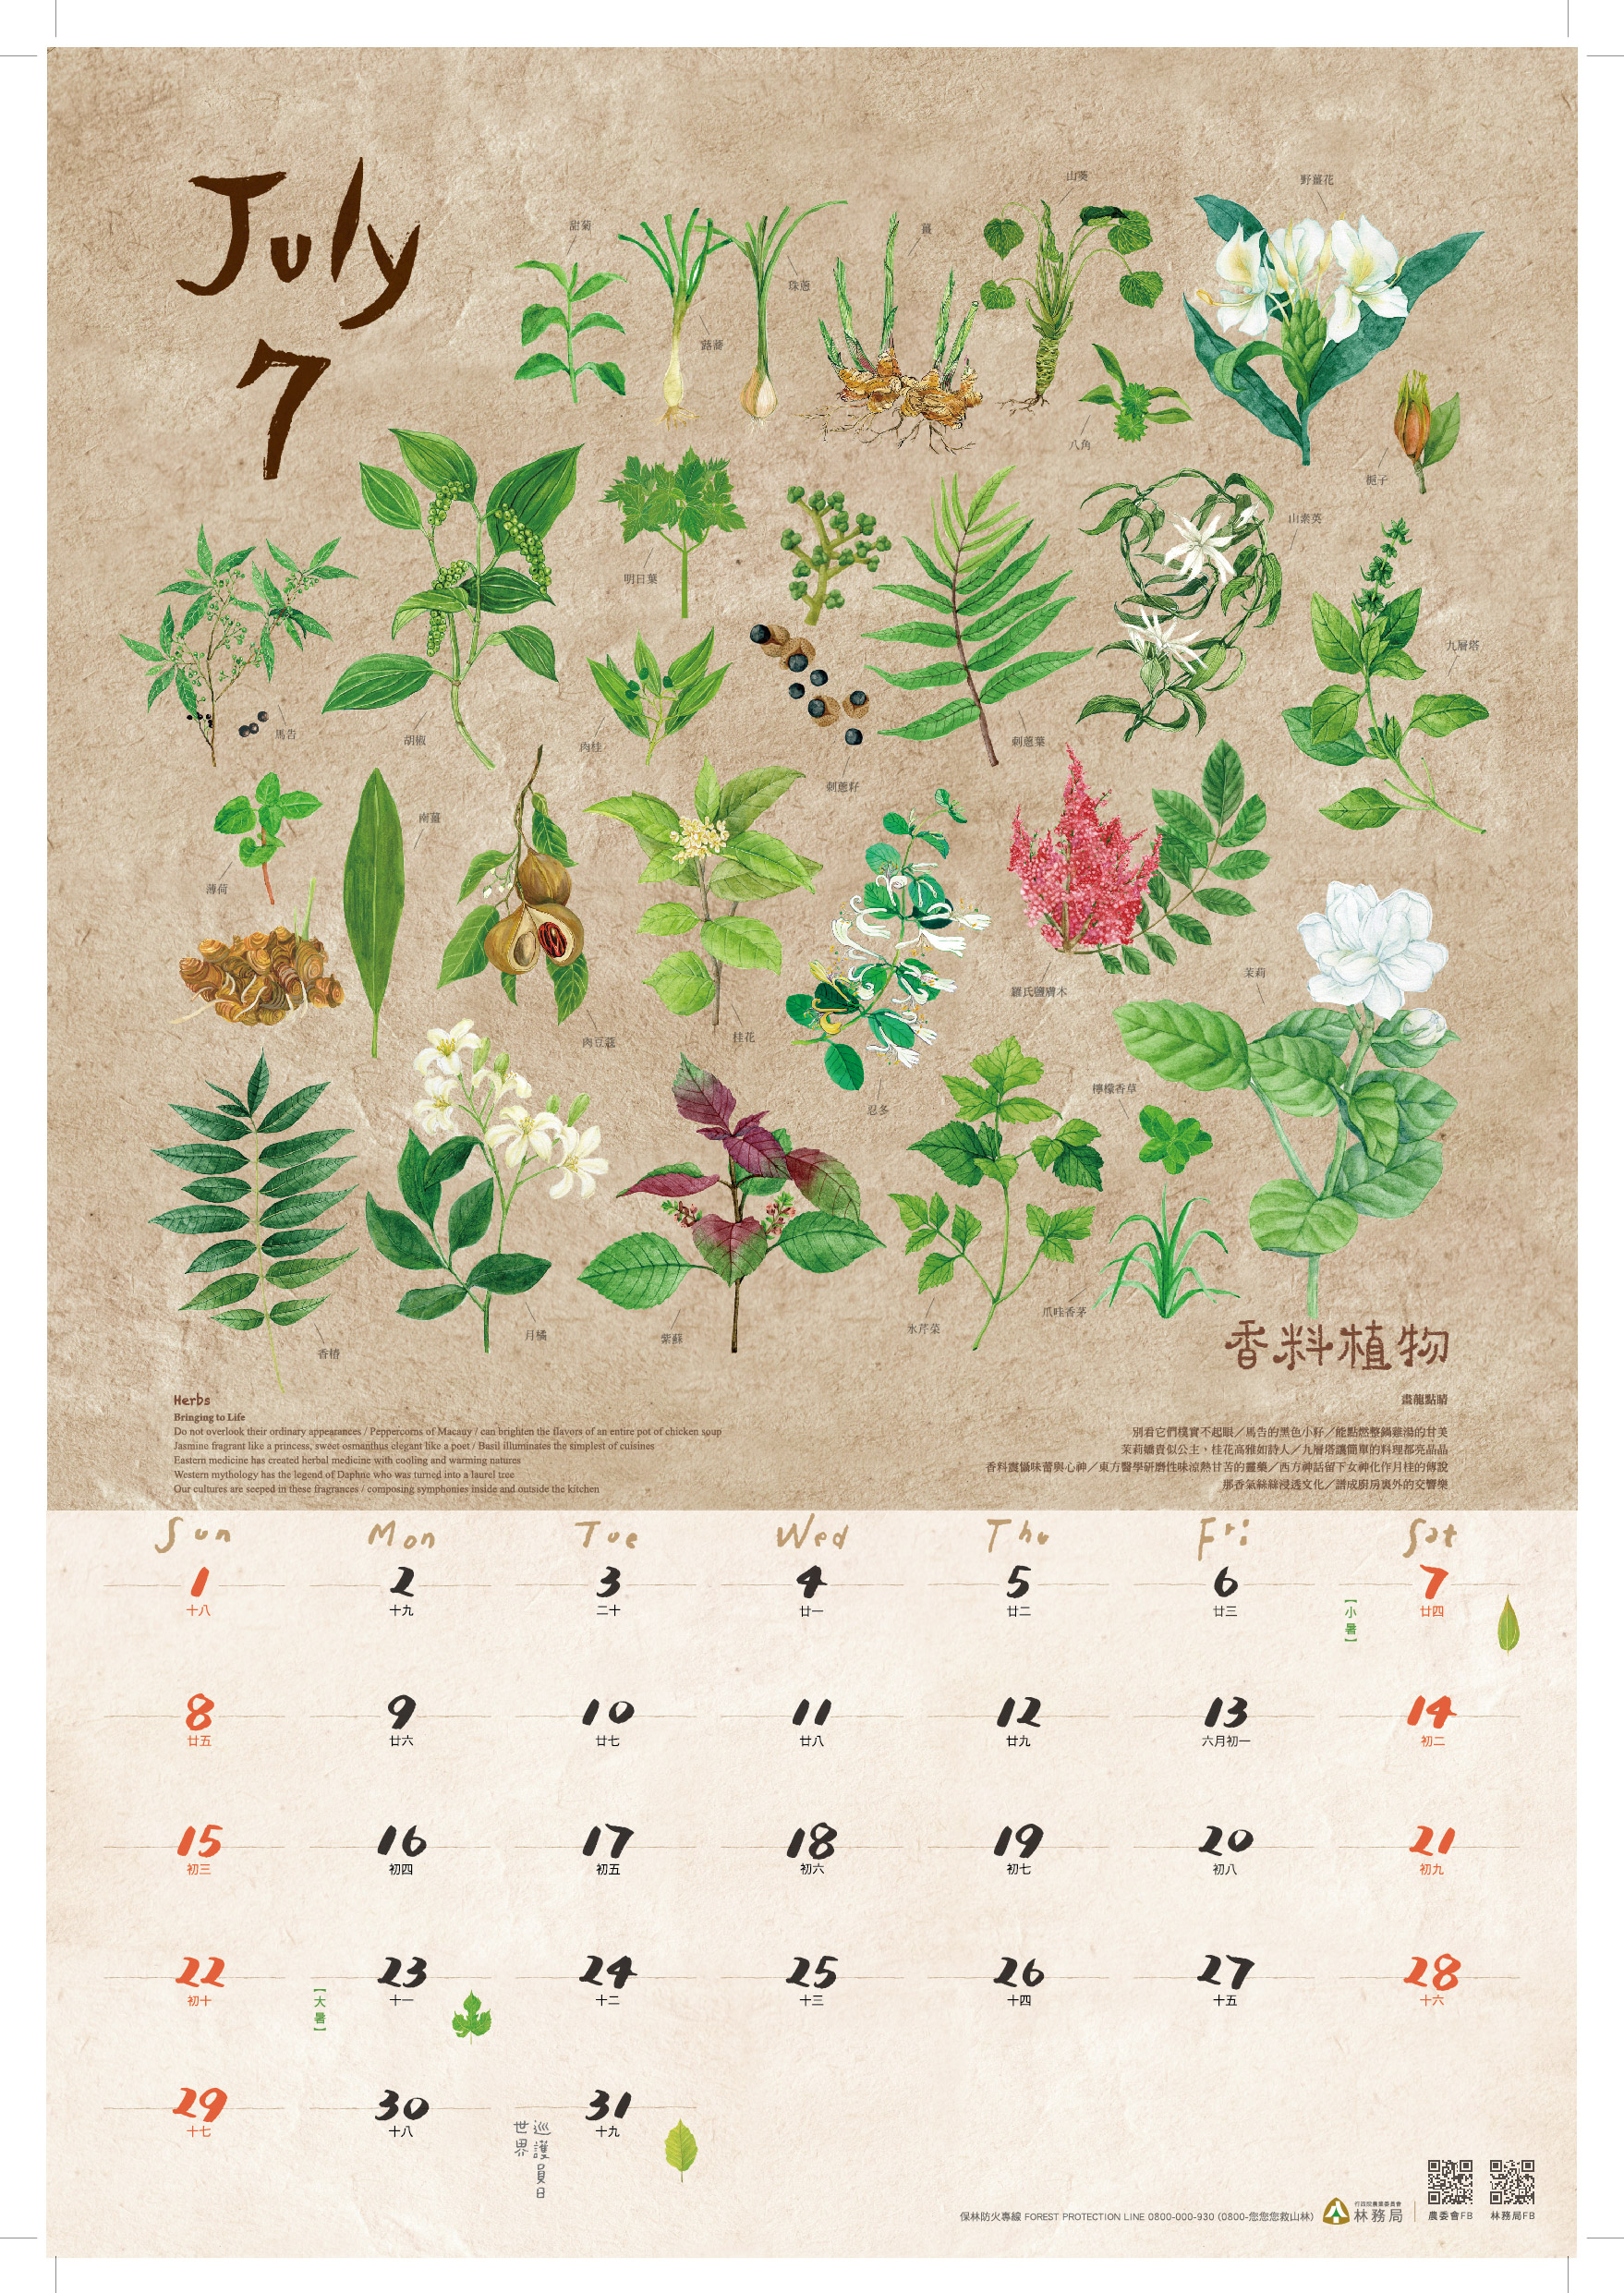 July
7
甜菊
蕗蕎
珠蔥
薑
山葵
野薑花
八角
梔子
馬告
胡椒
明日葉
肉桂
刺蔥籽
刺蔥葉
山素英
九層塔
薄荷
南薑
肉豆蔻
桂花
忍冬
羅氏鹽膚木
茉莉
香椿
月橘
紫蘇
水芹菜
檸檬香草
爪哇香茅
香料植物
Herbs
Bringing to Life
Do not overlook their ordinary appearances / Peppercorns of Macauy / can brighten the flavors of an entire pot of chicken soup
Jasmine fragrant like a princess, sweet osmanthus elegant like a poet / Basil illuminates the simplest of cuisines
Eastern medicine has created herbal medicine with cooling and warming natures
Western mythology has the legend of Daphne who was turned into a laurel tree
Our cultures are seeped in these fragrances / composing symphonies inside and outside the kitchen
畫龍點睛
別看它們樸實不起眼／馬告的黑色小籽／能點燃整鍋雞湯的甘美
茉莉嬌貴似公主，桂花高雅如詩人／九層塔讓簡單的料理都亮晶晶
香料震懾味蕾與心神／東方醫學研磨性味涼熱甘苦的靈藥／西方神話留下女神化作月桂的傳說
那香氣絲絲浸透文化／譜成廚房裏外的交響樂
Sun Mon Tue Wed Thu Fri Sat
1 2 3 4 5 6 7
十八 十九 二十 廿一 廿二 廿三 【小暑】 廿四
8 9 10 11 12 13 14
廿五 廿六 廿七 廿八 廿九 六月初一 初二
15 16 17 18 19 20 21
初三 初四 初五 初六 初七 初八 初九
22 23 24 25 26 27 28
初十 【大暑】 十一 十二 十三 十四 十五 十六
29 30 31
十七 十八 十九
世界
巡護員日
保林防火專線 FOREST PROTECTION LINE 0800-000-930 (0800-您您您救山林)
行政院農業委員會
林務局
農委會FB 林務局FB